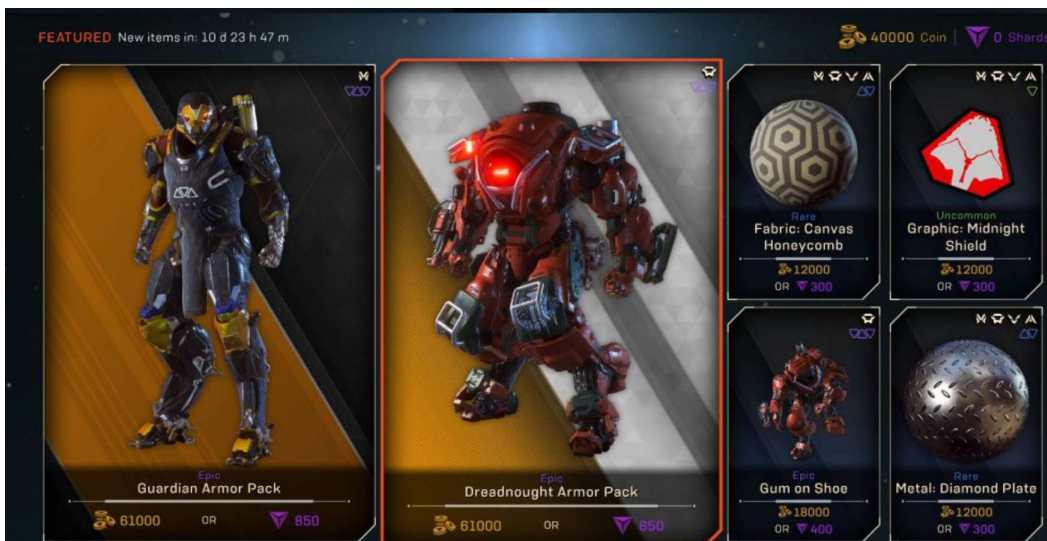 FEATURED New items in: 10 d 23 h 47 m
40000 Coin | 0 Shards
Epic
Guardian Armor Pack
61000 OR 850
Epic
Dreadnought Armor Pack
61000 OR 850
Rare
Fabric: Canvas
Honeycomb
12000
OR 300
Uncommon
Graphic: Midnight
Shield
12000
OR 300
Epic
Gum on Shoe
18000
OR 400
Rare
Metal: Diamond Plate
12000
OR 300